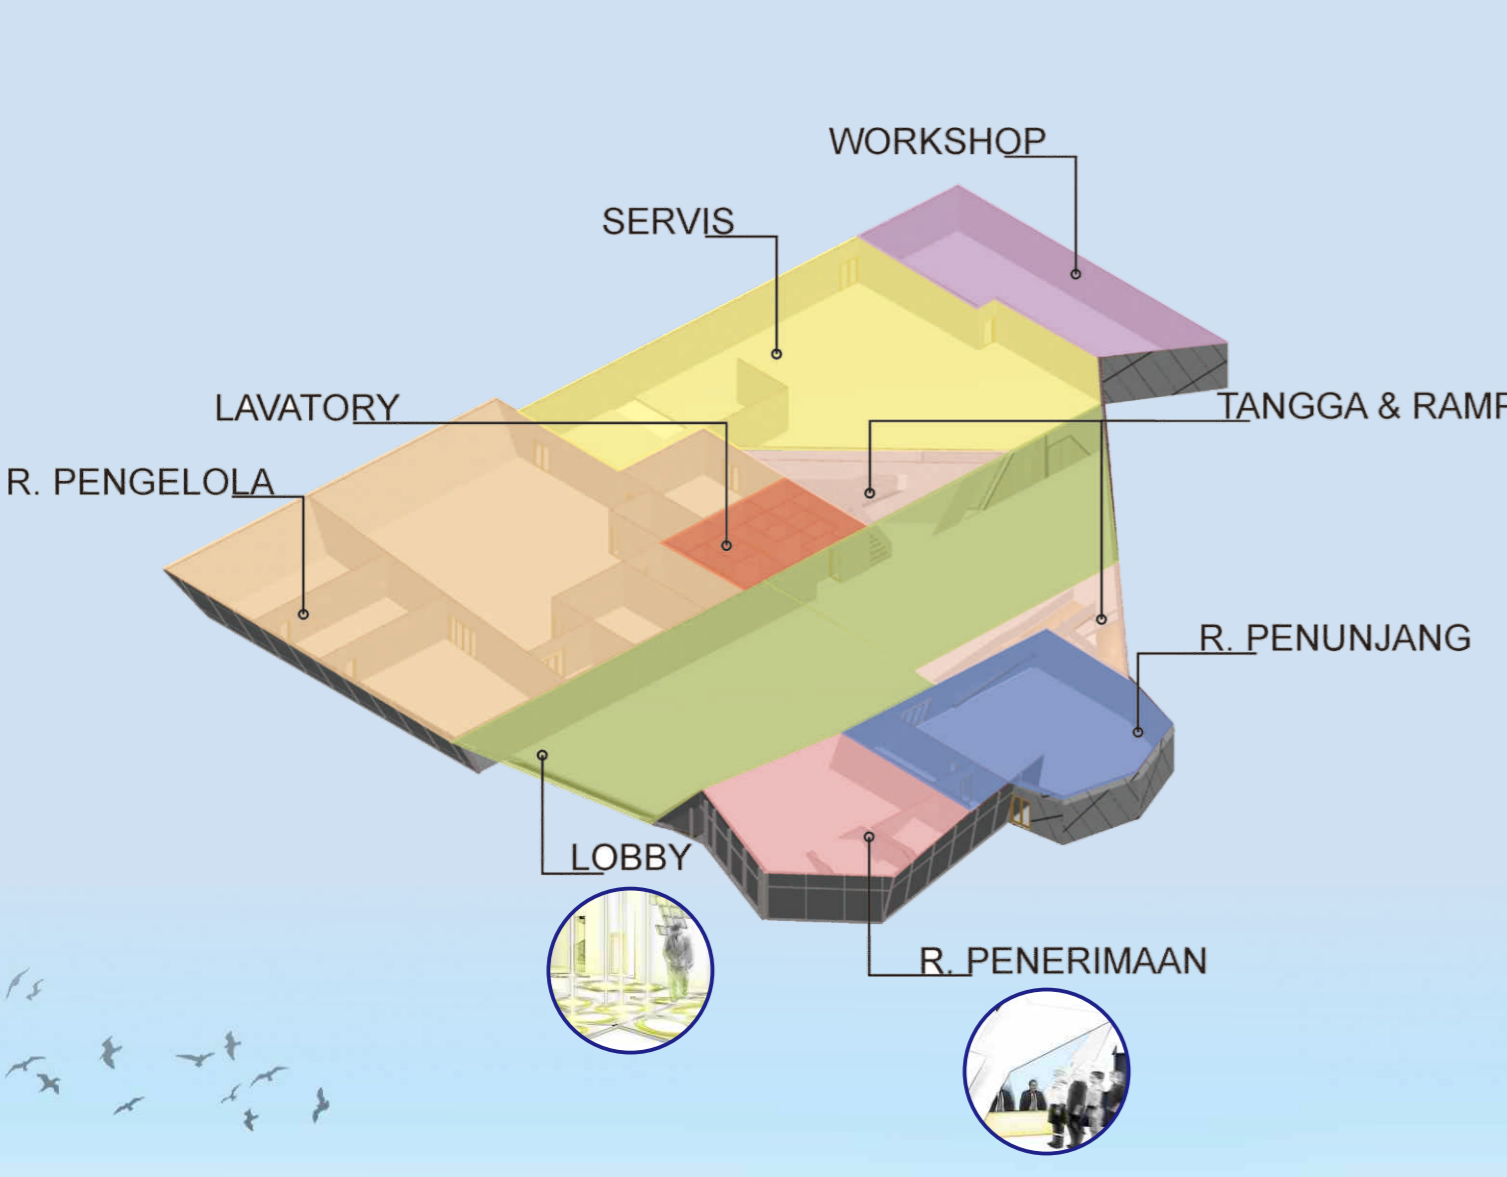 WORKSHOP
SERVIS
LAVATORY
TANGGA & RAMP
R. PENGELOLA
R. PENUNJANG
LOBBY
R. PENERIMAAN